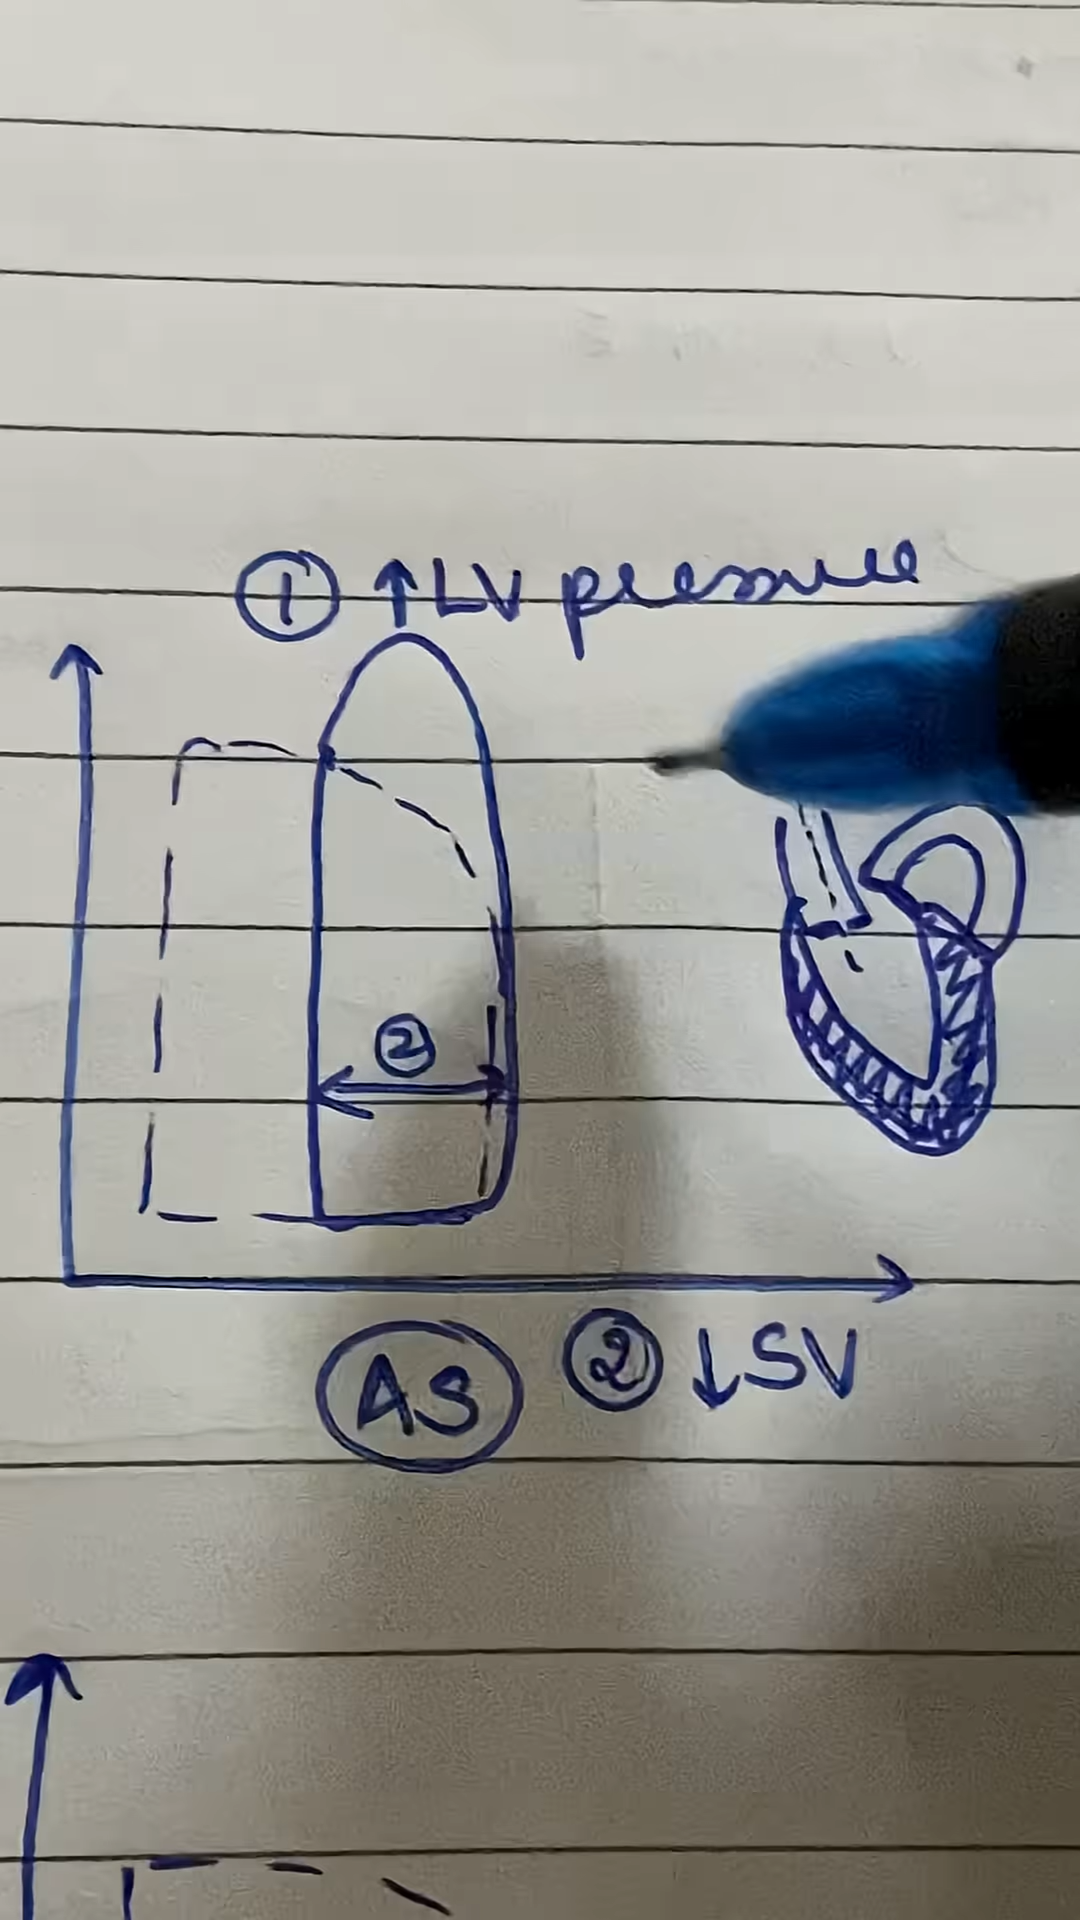 ① ↑LV pressure
②
AS ② ↓SV